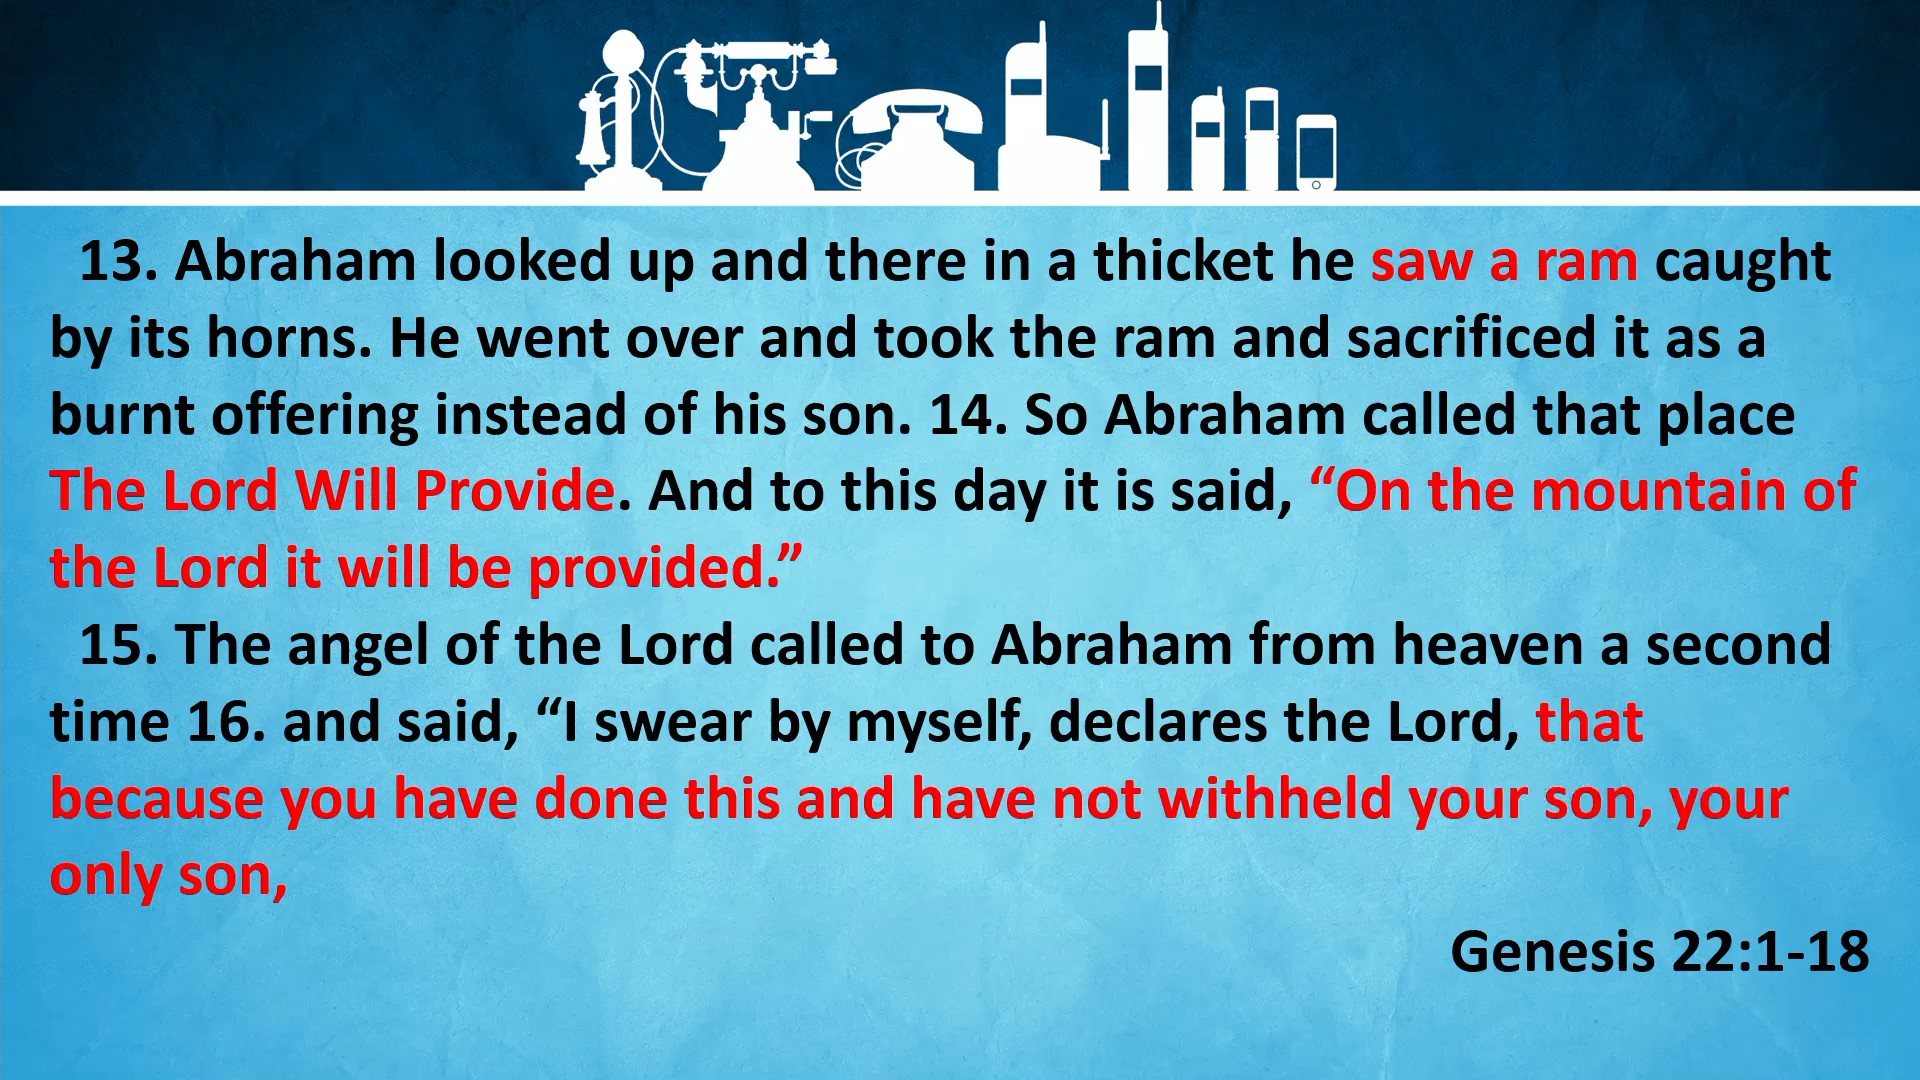 13. Abraham looked up and there in a thicket he saw a ram caught
by its horns. He went over and took the ram and sacrificed it as a
burnt offering instead of his son. 14. So Abraham called that place
The Lord Will Provide. And to this day it is said, “On the mountain of
the Lord it will be provided.”
15. The angel of the Lord called to Abraham from heaven a second
time 16. and said, “I swear by myself, declares the Lord, that
because you have done this and have not withheld your son, your
only son,
Genesis 22:1-18